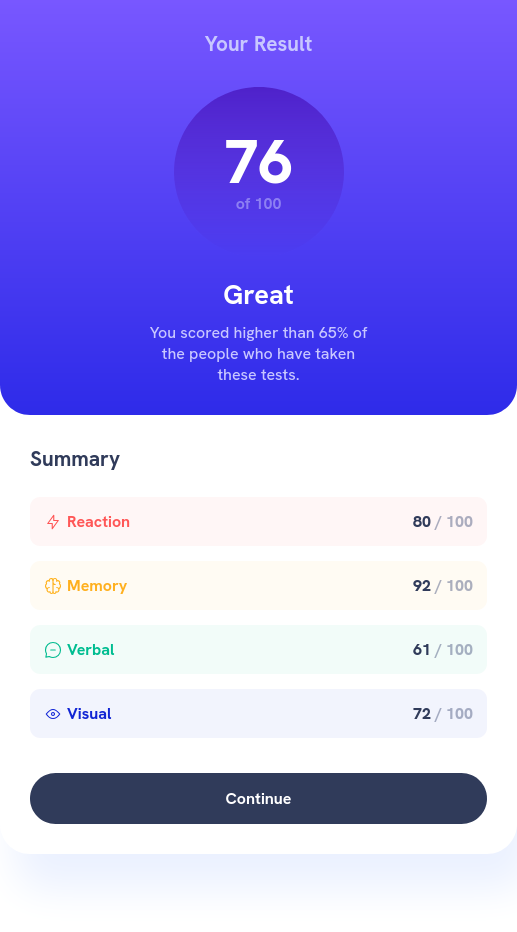 Your Result
76
of 100
Great
You scored higher than 65% of
the people who have taken
these tests.
Summary
Reaction 80 / 100
Memory 92 / 100
Verbal 61 / 100
Visual 72 / 100
Continue